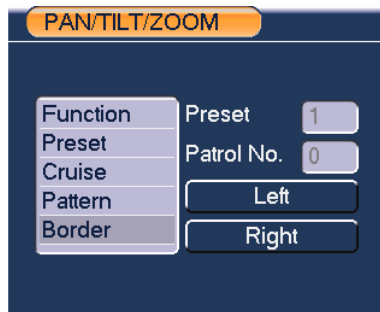 PAN/TILT/ZOOM
Function
Preset
Cruise
Pattern
Border
Preset 1
Patrol No. 0
Left
Right